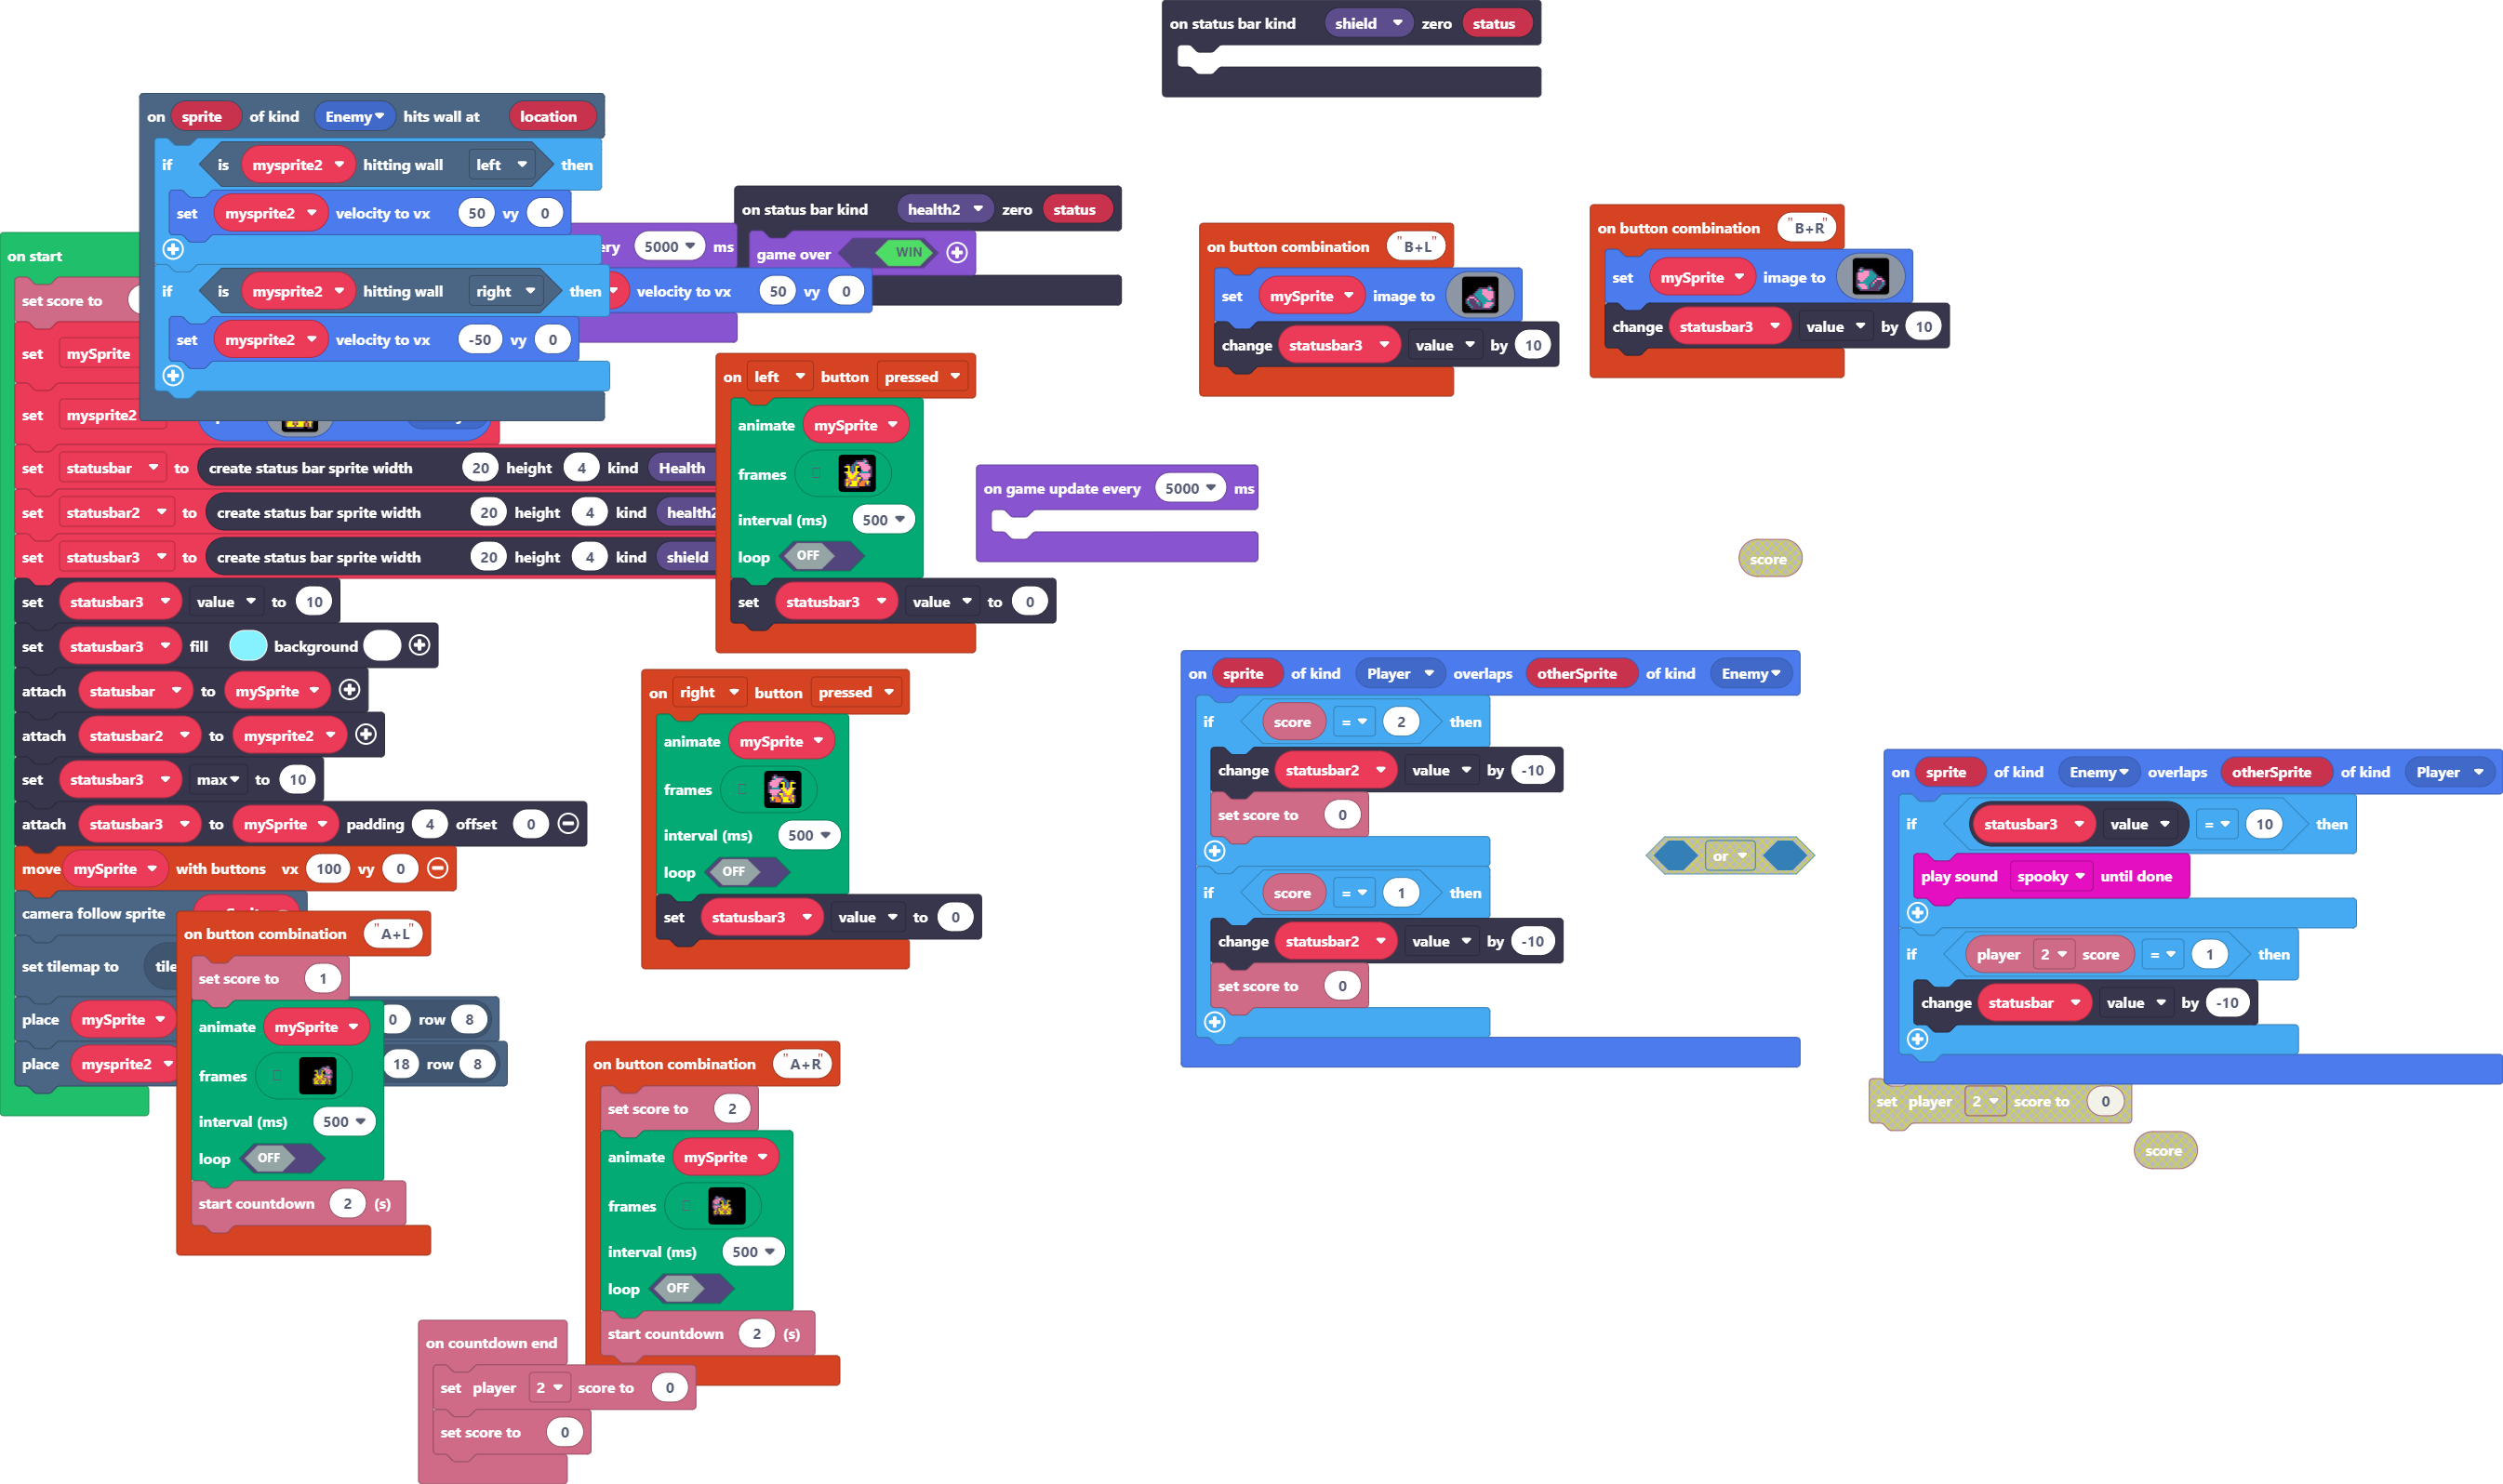 on status bar kind shield zero status
on sprite of kind Enemy hits wall at location
if is mysprite2 hitting wall left then
set mysprite2 velocity to vx 50 vy 0
if is mysprite2 hitting wall right then
set mysprite2 velocity to vx -50 vy 0
5000 ms
velocity to vx 50 vy 0
on status bar kind health2 zero status
game over WIN
on button combination "B+L"
set mySprite image to
change statusbar3 value by 10
on button combination "B+R"
set mySprite image to
change statusbar3 value by 10
on start
set score to
set mySprite
set mysprite2
set statusbar to create status bar sprite width 20 height 4 kind Health
set statusbar2 to create status bar sprite width 20 height 4 kind health2
set statusbar3 to create status bar sprite width 20 height 4 kind shield
set statusbar3 value to 10
set statusbar3 fill background
attach statusbar to mySprite
attach statusbar2 to mysprite2
set statusbar3 max to 10
attach statusbar3 to mySprite padding 4 offset 0
move mySprite with buttons vx 100 vy 0
camera follow sprite
set tilemap to
place mySprite 0 row 8
place mysprite2 18 row 8
on left button pressed
animate mySprite
frames
interval (ms) 500
loop OFF
set statusbar3 value to 0
on game update every 5000 ms
score
on right button pressed
animate mySprite
frames
interval (ms) 500
loop OFF
set statusbar3 value to 0
on sprite of kind Player overlaps otherSprite of kind Enemy
if score = 2 then
change statusbar2 value by -10
set score to 0
if score = 1 then
change statusbar2 value by -10
set score to 0
or
on sprite of kind Enemy overlaps otherSprite of kind Player
if statusbar3 value = 10 then
play sound spooky until done
if player 2 score = 1 then
change statusbar value by -10
set player 2 score to 0
score
on button combination "A+L"
set score to 1
animate mySprite
frames
interval (ms) 500
loop OFF
start countdown 2 (s)
on button combination "A+R"
set score to 2
animate mySprite
frames
interval (ms) 500
loop OFF
start countdown 2 (s)
on countdown end
set player 2 score to 0
set score to 0